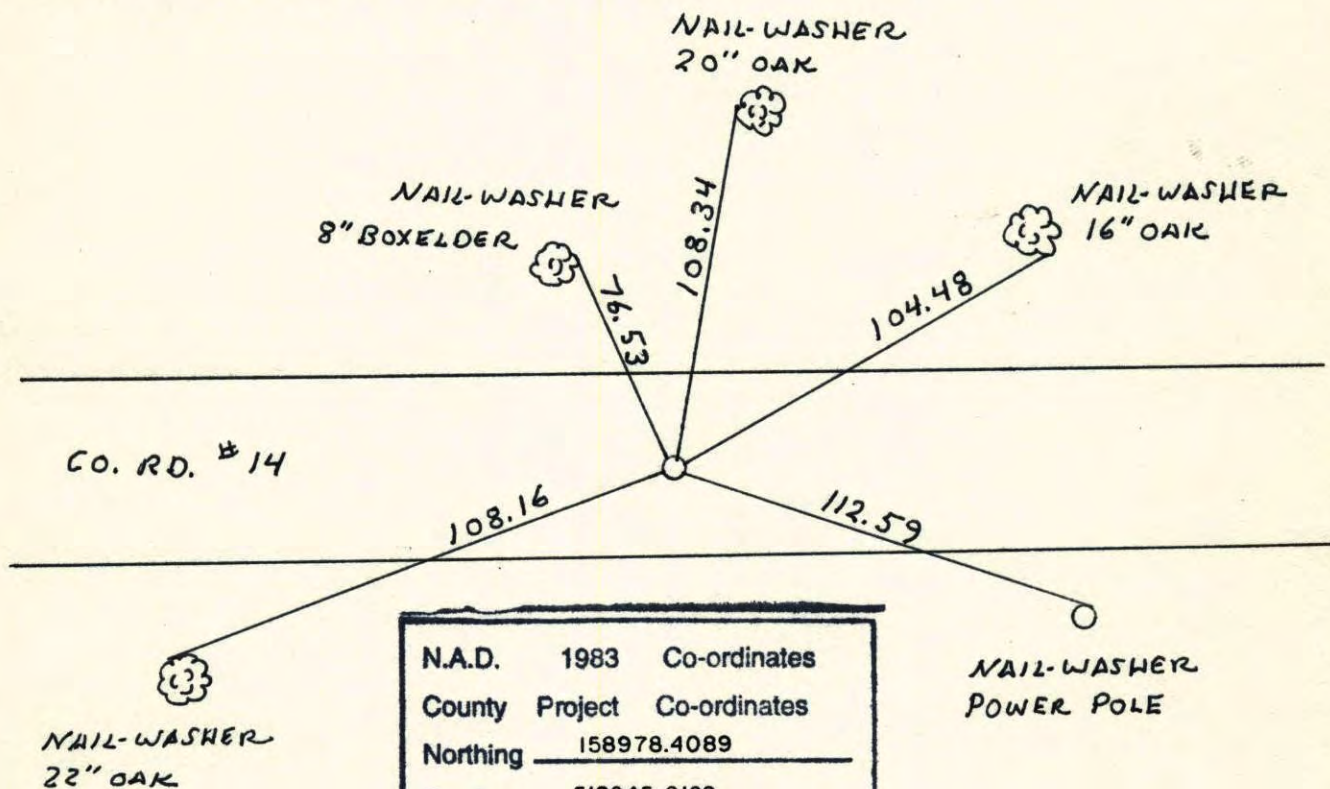 NAIL-WASHER
20" OAK
NAIL-WASHER
8" BOXELDER
NAIL-WASHER
16" OAK
76.53
108.34
104.48
CO. RD. #14
108.16
112.59
NAIL-WASHER
22" OAK
NAIL-WASHER
POWER POLE
N.A.D. 1983 Co-ordinates
County Project Co-ordinates
Northing 158978.4089